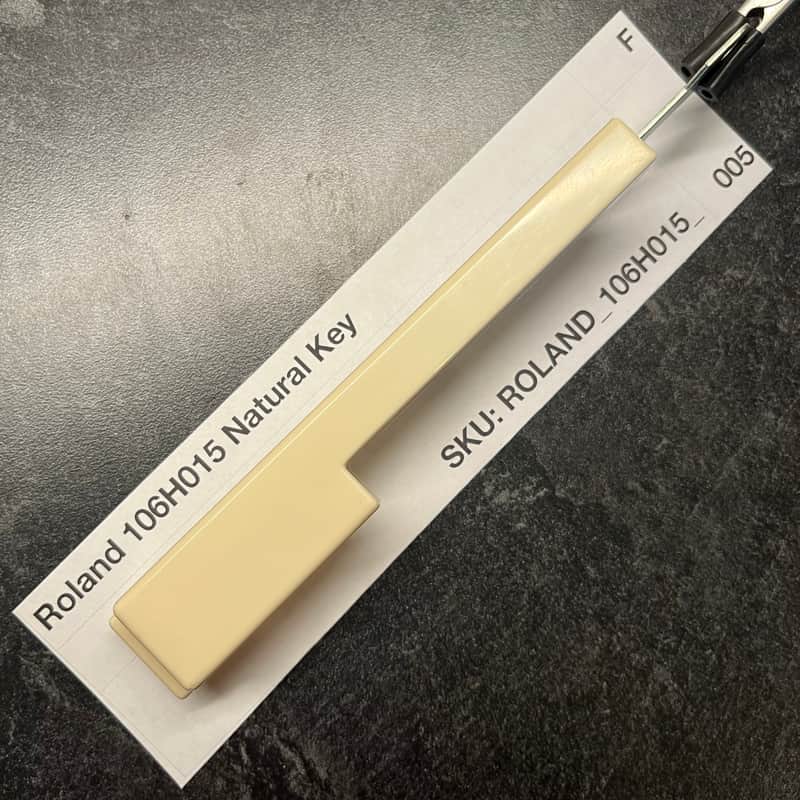 Roland 106H015 Natural Key
F
SKU: ROLAND_106H015_
005